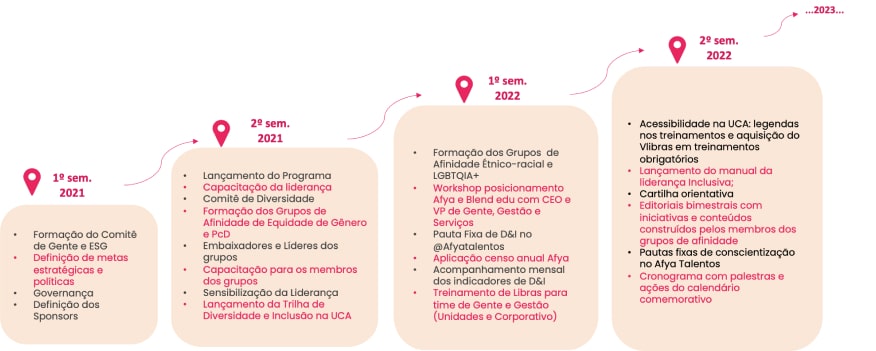 1º sem.
2021
• Formação do Comitê
de Gente e ESG
• Definição de metas
estratégicas e
políticas
• Governança
• Definição dos
Sponsors
2º sem.
2021
• Lançamento do Programa
• Capacitação da liderança
• Comitê de Diversidade
• Formação dos Grupos de
Afinidade de Equidade de Gênero
e PcD
• Embaixadores e Líderes dos
grupos
• Capacitação para os membros
dos grupos
• Sensibilização da Liderança
• Lançamento da Trilha de
Diversidade e Inclusão na UCA
1º sem.
2022
• Formação dos Grupos de
Afinidade Étnico-racial e
LGBTQIA+
• Workshop posicionamento
Afya e Blend edu com CEO e
VP de Gente, Gestão e
Serviços
• Pauta Fixa de D&I no
@Afyatalentos
• Aplicação censo anual Afya
• Acompanhamento mensal
dos indicadores de D&I
• Treinamento de Libras para
time de Gente e Gestão
(Unidades e Corporativo)
2º sem.
2022
• Acessibilidade na UCA: legendas
nos treinamentos e aquisição do
Vlibras em treinamentos
obrigatórios
• Lançamento do manual da
liderança Inclusiva;
• Cartilha orientativa
• Editoriais bimestrais com
iniciativas e conteúdos
construídos pelos membros dos
grupos de afinidade
• Pautas fixas de conscientização
no Afya Talentos
• Cronograma com palestras e
ações do calendário
comemorativo
...2023...